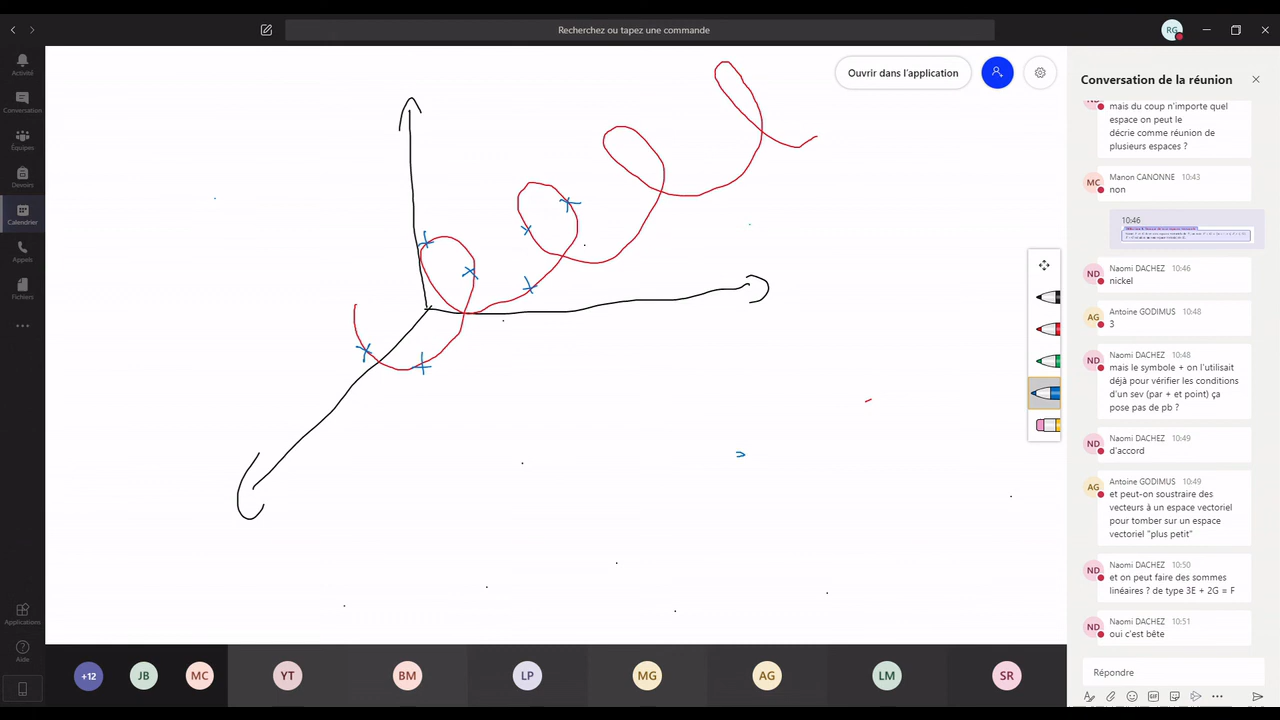 Recherchez ou tapez une commande
RG
Activité
Conversation
Équipes
Devoirs
Calendrier
Appels
Fichiers
Applications
Aide
Ouvrir dans l'application
Conversation de la réunion
mais du coup n'importe quel
espace on peut le
décrie comme réunion de
plusieurs espaces ?
MC
Manon CANONNE 10:43
non
10:46
ND
Naomi DACHEZ 10:46
nickel
AG
Antoine GODIMUS 10:48
3
ND
Naomi DACHEZ 10:48
mais le symbole + on l'utilisait
déjà pour vérifier les conditions
d'un sev (par + et point) ça
pose pas de pb ?
ND
Naomi DACHEZ 10:49
d'accord
AG
Antoine GODIMUS 10:49
et peut-on soustraire des
vecteurs à un espace vectoriel
pour tomber sur un espace
vectoriel "plus petit"
ND
Naomi DACHEZ 10:50
et on peut faire des sommes
linéaires ? de type 3E + 2G = F
ND
Naomi DACHEZ 10:51
oui c'est bête
Répondre
GIF
+12
JB
MC
YT
BM
LP
MG
AG
LM
SR